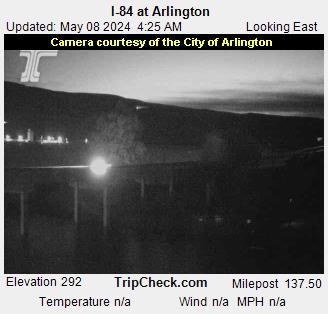 I-84 at Arlington
Updated: May 08 2024 4:25 AM Looking East
Camera courtesy of the City of Arlington
Elevation 292 TripCheck.com Milepost 137.50
Temperature n/a Wind n/a MPH n/a